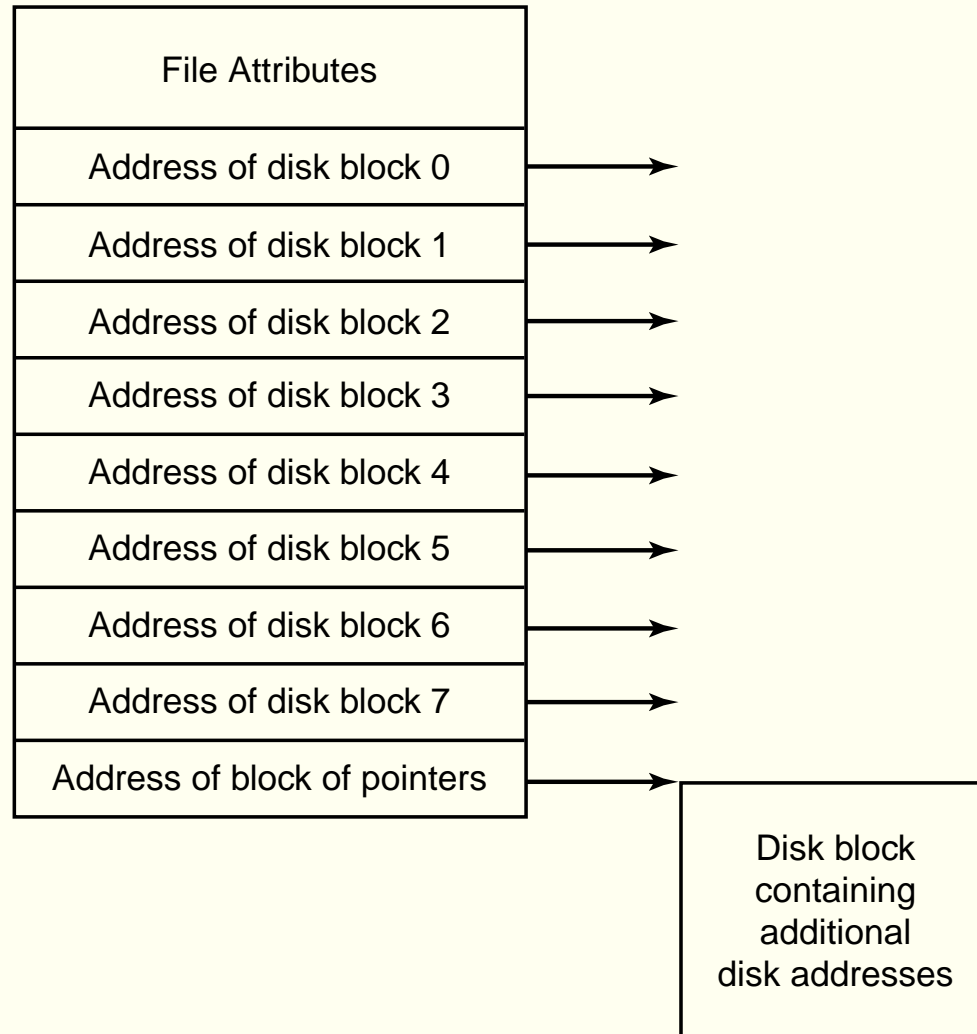 File Attributes
Address of disk block 0
Address of disk block 1
Address of disk block 2
Address of disk block 3
Address of disk block 4
Address of disk block 5
Address of disk block 6
Address of disk block 7
Address of block of pointers
Disk block
containing
additional
disk addresses